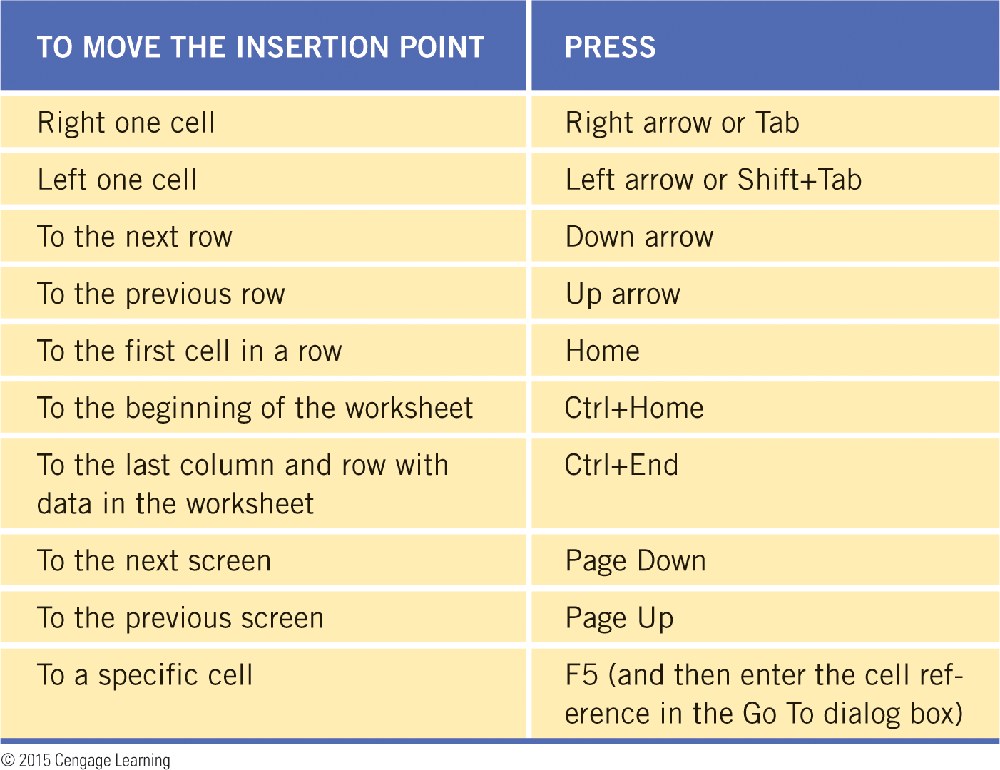 TO MOVE THE INSERTION POINT PRESS
Right one cell Right arrow or Tab
Left one cell Left arrow or Shift+Tab
To the next row Down arrow
To the previous row Up arrow
To the first cell in a row Home
To the beginning of the worksheet Ctrl+Home
To the last column and row with Ctrl+End
data in the worksheet
To the next screen Page Down
To the previous screen Page Up
To a specific cell F5 (and then enter the cell ref-
erence in the Go To dialog box)
© 2015 Cengage Learning